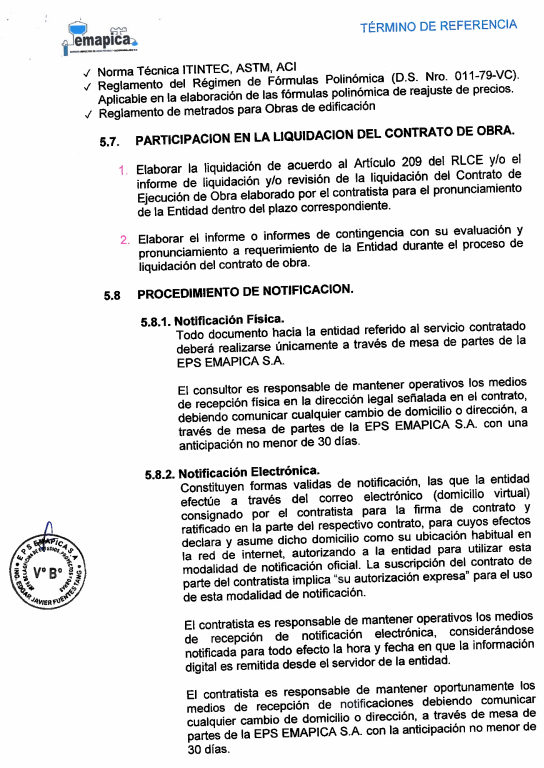 emapica
TÉRMINO DE REFERENCIA
✓ Norma Técnica ITINTEC, ASTM, ACI
✓ Reglamento del Régimen de Fórmulas Polinómica (D.S. Nro. 011-79-VC).
Aplicable en la elaboración de las fórmulas polinómica de reajuste de precios.
✓ Reglamento de metrados para Obras de edificación
5.7. PARTICIPACION EN LA LIQUIDACION DEL CONTRATO DE OBRA.
1. Elaborar la liquidación de acuerdo al Artículo 209 del RLCE y/o el
informe de liquidación y/o revisión de la liquidación del Contrato de
Ejecución de Obra elaborado por el contratista para el pronunciamiento
de la Entidad dentro del plazo correspondiente.
2. Elaborar el informe o informes de contingencia con su evaluación y
pronunciamiento a requerimiento de la Entidad durante el proceso de
liquidación del contrato de obra.
5.8 PROCEDIMIENTO DE NOTIFICACION.
5.8.1. Notificación Física.
Todo documento hacia la entidad referido al servicio contratado
deberá realizarse únicamente a través de mesa de partes de la
EPS EMAPICA S.A.
El consultor es responsable de mantener operativos los medios
de recepción física en la dirección legal señalada en el contrato,
debiendo comunicar cualquier cambio de domicilio o dirección, a
través de mesa de partes de la EPS EMAPICA S.A. con una
anticipación no menor de 30 días.
5.8.2. Notificación Electrónica.
Constituyen formas validas de notificación, las que la entidad
efectúe a través del correo electrónico (domicilio virtual)
consignado por el contratista para la firma de contrato y
ratificado en la parte del respectivo contrato, para cuyos efectos
declara y asume dicho domicilio como su ubicación habitual en
la red de internet, autorizando a la entidad para utilizar esta
modalidad de notificación oficial. La suscripción del contrato de
parte del contratista implica "su autorización expresa" para el uso
de esta modalidad de notificación.
El contratista es responsable de mantener operativos los medios
de recepción de notificación electrónica, considerándose
notificada para todo efecto la hora y fecha en que la información
digital es remitida desde el servidor de la entidad.
El contratista es responsable de mantener oportunamente los
medios de recepción de notificaciones debiendo comunicar
cualquier cambio de domicilio o dirección, a través de mesa de
partes de la EPS EMAPICA S.A. con la anticipación no menor de
30 días.
EPS EMAPICA S.A.
V° B°
ING. EDGAR JAVIER FUENTES TANG